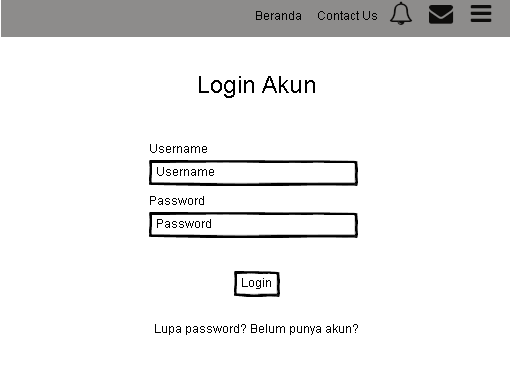 Beranda Contact Us
Login Akun
Username
Username
Password
Password
Login
Lupa password? Belum punya akun?